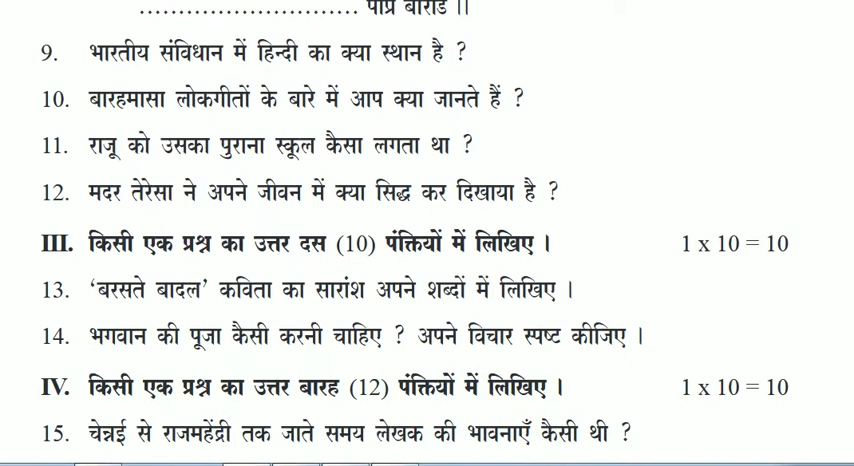 ............................ पाप्र बाराड ||
9. भारतीय संविधान में हिन्दी का क्या स्थान है ?
10. बारहमासा लोकगीतों के बारे में आप क्या जानते हैं ?
11. राजू को उसका पुराना स्कूल कैसा लगता था ?
12. मदर तेरेसा ने अपने जीवन में क्या सिद्ध कर दिखाया है ?
III. किसी एक प्रश्न का उत्तर दस (10) पंक्तियों में लिखिए । 1 x 10 = 10
13. ‘बरसते बादल’ कविता का सारांश अपने शब्दों में लिखिए ।
14. भगवान की पूजा कैसी करनी चाहिए ? अपने विचार स्पष्ट कीजिए ।
IV. किसी एक प्रश्न का उत्तर बारह (12) पंक्तियों में लिखिए । 1 x 10 = 10
15. चेन्नई से राजमहेंद्री तक जाते समय लेखक की भावनाएँ कैसी थी ?